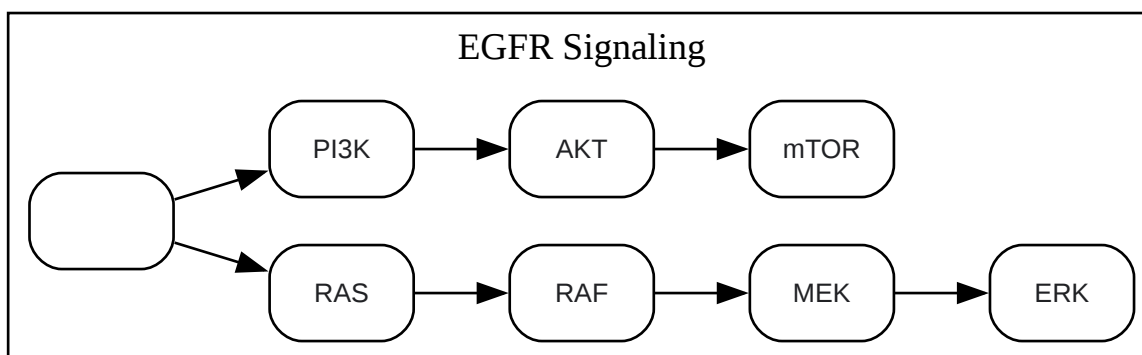 EGFR Signaling
PI3K AKT mTOR
RAS RAF MEK ERK